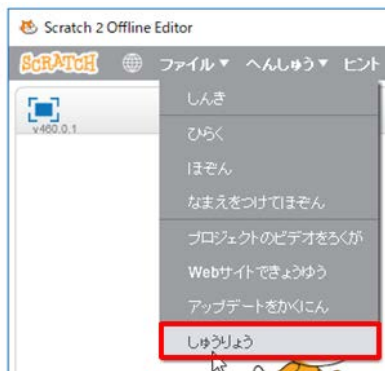 Scratch 2 Offline Editor
SCRATCH ファイル▼ へんしゅう▼ ヒント
v460.0.1
しんき
ひらく
ほぞん
なまえをつけてほぞん
プロジェクトのビデオをろくが
Webサイトできょうゆう
アップデートをかくにん
しゅうりょう